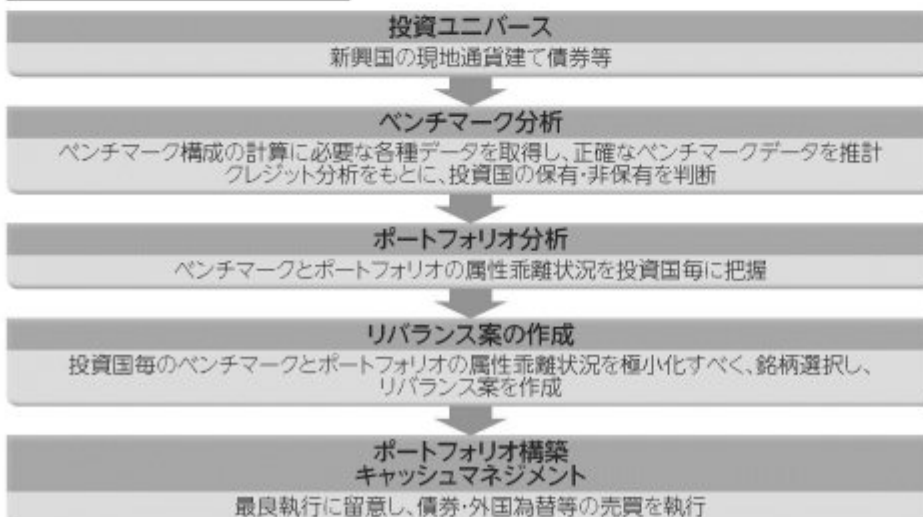 投資ユニバース
新興国の現地通貨建て債券等
ベンチマーク分析
ベンチマーク構成の計算に必要な各種データを取得し、正確なベンチマークデータを推計
クレジット分析をもとに、投資国の保有・非保有を判断
ポートフォリオ分析
ベンチマークとポートフォリオの属性乖離状況を投資国毎に把握
リバランス案の作成
投資国毎のベンチマークとポートフォリオの属性乖離状況を極小化すべく、銘柄選択し、
リバランス案を作成
ポートフォリオ構築
キャッシュマネジメント
最良執行に留意し、債券・外国為替等の売買を執行